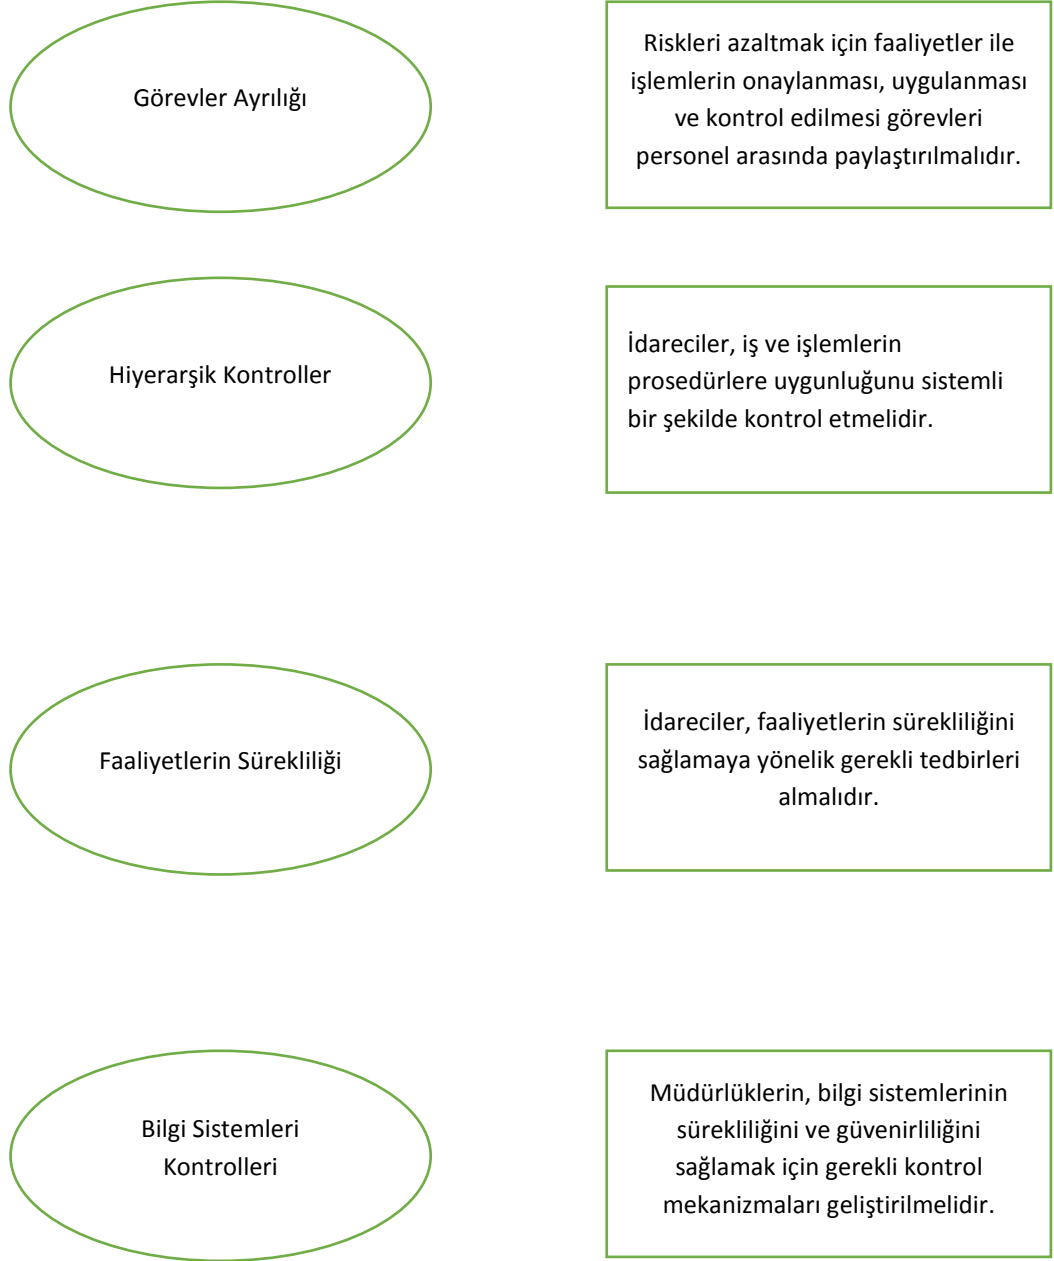 Görevler Ayrılığı
Riskleri azaltmak için faaliyetler ile
işlemlerin onaylanması, uygulanması
ve kontrol edilmesi görevleri
personel arasında paylaştırılmalıdır.
Hiyerarşik Kontroller
İdareciler, iş ve işlemlerin
prosedürlere uygunluğunu sistemli
bir şekilde kontrol etmelidir.
Faaliyetlerin Sürekliliği
İdareciler, faaliyetlerin sürekliliğini
sağlamaya yönelik gerekli tedbirleri
almalıdır.
Bilgi Sistemleri
Kontrolleri
Müdürlüklerin, bilgi sistemlerinin
sürekliliğini ve güvenirliliğini
sağlamak için gerekli kontrol
mekanizmaları geliştirilmelidir.